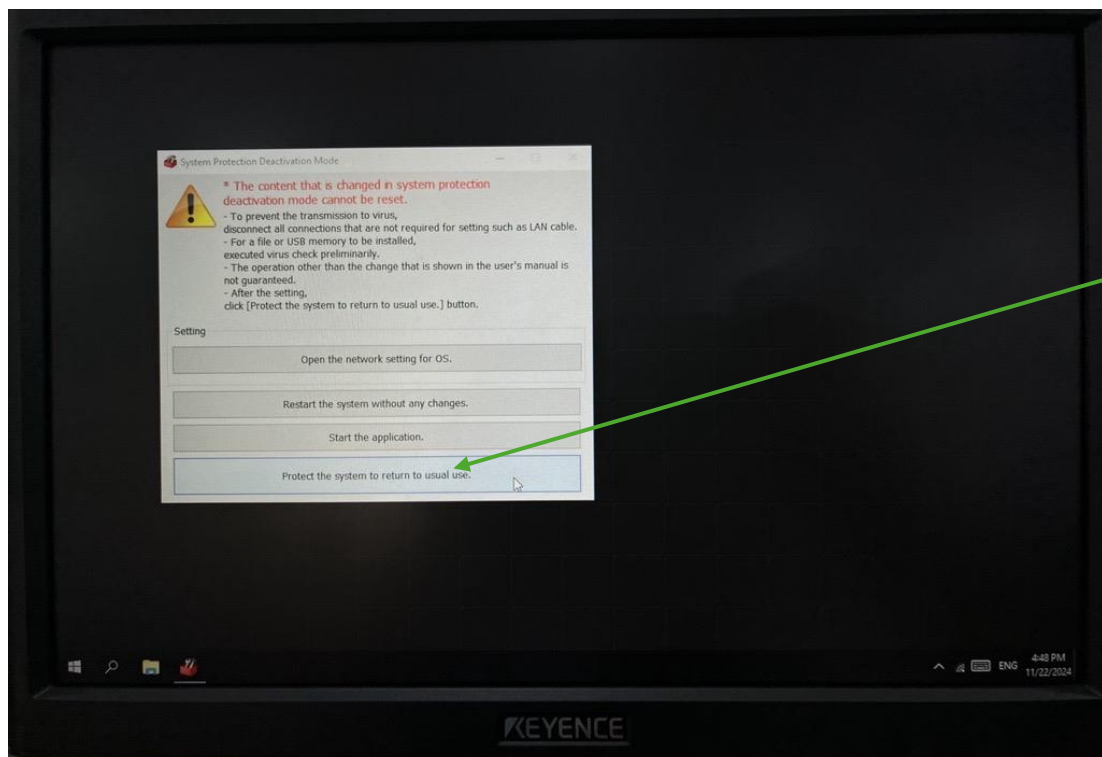 System Protection Deactivation Mode
* The content that is changed in system protection
deactivation mode cannot be reset.
- To prevent the transmission to virus,
disconnect all connections that are not required for setting such as LAN cable.
- For a file or USB memory to be installed,
executed virus check preliminarily.
- The operation other than the change that is shown in the user's manual is
not guaranteed.
- After the setting,
click [Protect the system to return to usual use.] button.
Setting
Open the network setting for OS.
Restart the system without any changes.
Start the application.
Protect the system to return to usual use.
ENG
4:48 PM
11/22/2024
KEYENCE